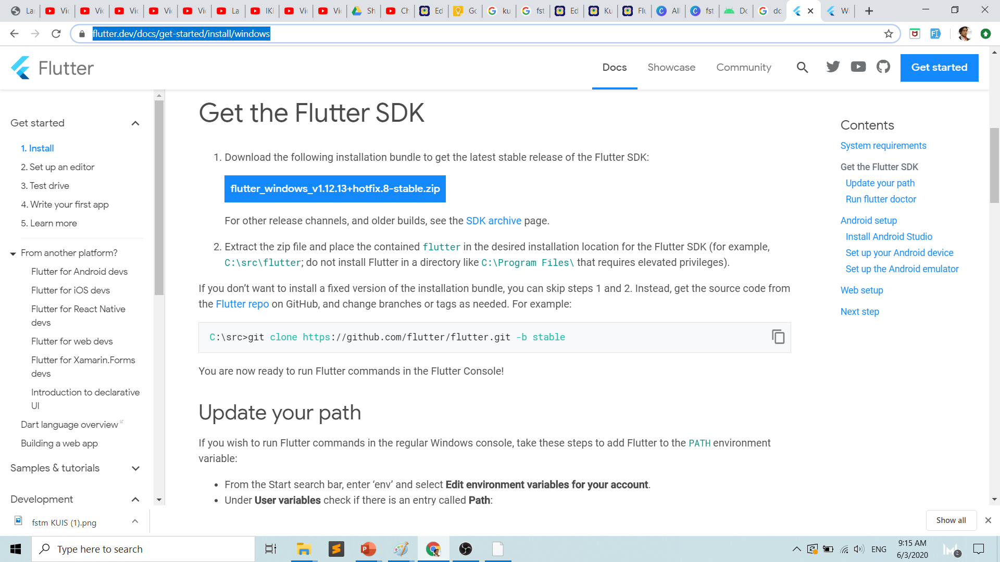 La
Vic
Vic
Vic
Vic
Vic
La
IKI
Vic
Vic
Sh
Ch
Ed
Go
ku
fst
Ed
Ku
Flu
All
fst
Do
dc
Wi
flutter.dev/docs/get-started/install/windows
Flutter
Docs
Showcase
Community
Get started
Get started
1. Install
2. Set up an editor
3. Test drive
4. Write your first app
5. Learn more
From another platform?
Flutter for Android devs
Flutter for iOS devs
Flutter for React Native
devs
Flutter for web devs
Flutter for Xamarin.Forms
devs
Introduction to declarative
UI
Dart language overview
Building a web app
Samples & tutorials
Development
Get the Flutter SDK
1. Download the following installation bundle to get the latest stable release of the Flutter SDK:
flutter_windows_v1.12.13+hotfix.8-stable.zip
For other release channels, and older builds, see the SDK archive page.
2. Extract the zip file and place the contained flutter in the desired installation location for the Flutter SDK (for example,
C:\src\flutter; do not install Flutter in a directory like C:\Program Files\ that requires elevated privileges).
If you don’t want to install a fixed version of the installation bundle, you can skip steps 1 and 2. Instead, get the source code from
the Flutter repo on GitHub, and change branches or tags as needed. For example:
C:\src>git clone https://github.com/flutter/flutter.git -b stable
You are now ready to run Flutter commands in the Flutter Console!
Update your path
If you wish to run Flutter commands in the regular Windows console, take these steps to add Flutter to the PATH environment
variable:
• From the Start search bar, enter ‘env’ and select Edit environment variables for your account.
• Under User variables check if there is an entry called Path:
Contents
System requirements
Get the Flutter SDK
Update your path
Run flutter doctor
Android setup
Install Android Studio
Set up your Android device
Set up the Android emulator
Web setup
Next step
fstm KUIS (1).png
Show all
Type here to search
ENG
9:15 AM
6/3/2020
2